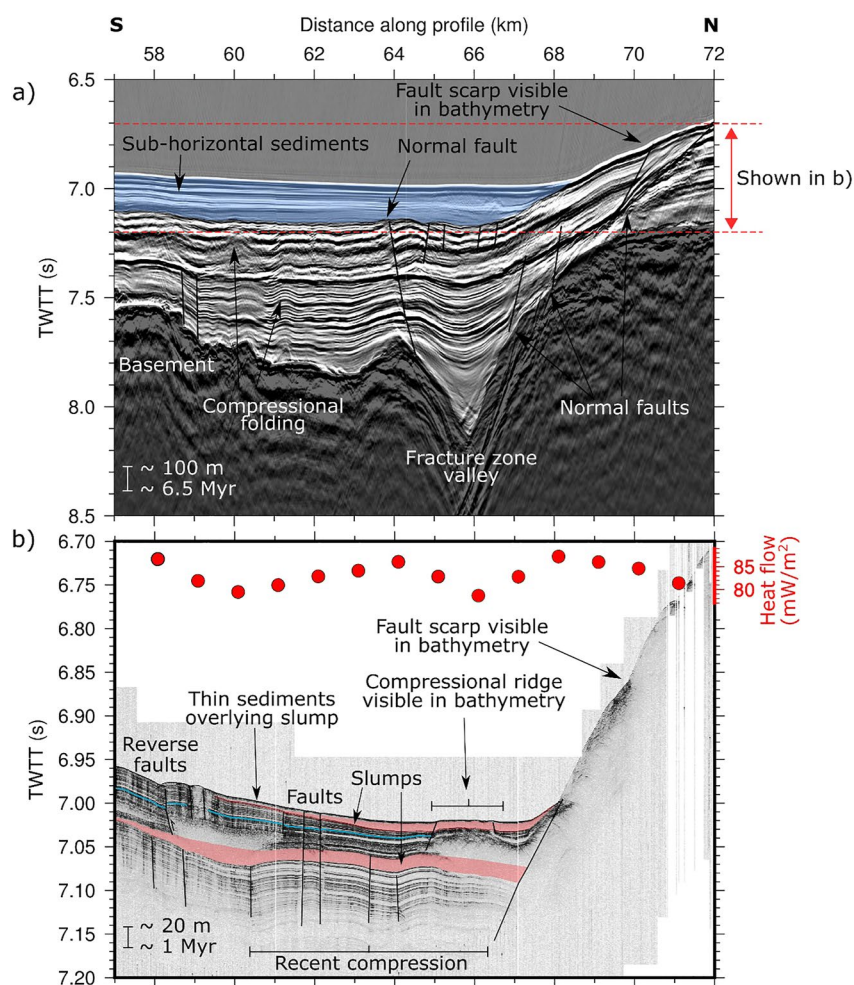 S
Distance along profile (km)
N
58 60 62 64 66 68 70 72
a)
6.5
Fault scarp visible
in bathymetry
Sub-horizontal sediments
Normal fault
7.0
Shown in b)
TWTT (s)
7.5
Basement
8.0
Compressional
folding
Normal faults
Fracture zone
valley
~ 100 m
~ 6.5 Myr
8.5
b)
6.70
85
80
Heat flow
(mW/m²)
6.75
6.80
Fault scarp visible
in bathymetry
6.85
Compressional ridge
visible in bathymetry
Thin sediments
overlying slump
6.90
TWTT (s)
6.95
Reverse
faults
Slumps
Faults
7.00
7.05
7.10
~ 20 m
~ 1 Myr
7.15
Recent compression
7.20